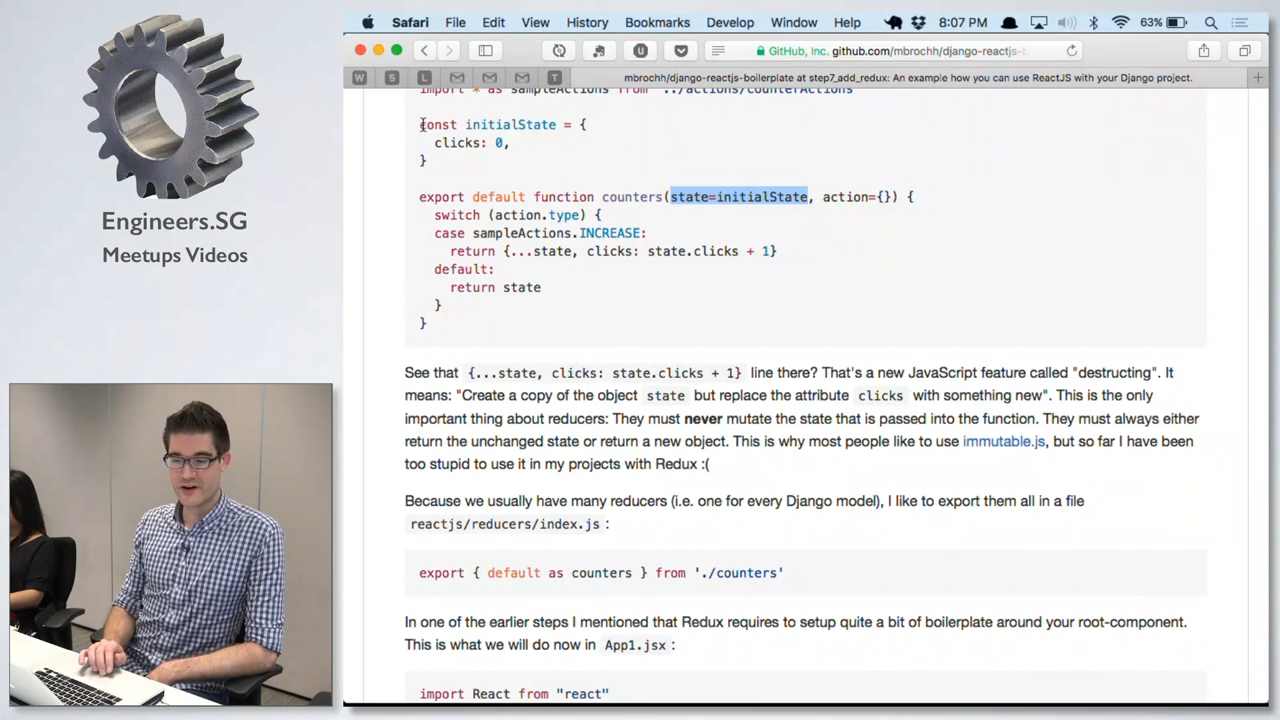 Engineers.SG
Meetups Videos
Safari File Edit View History Bookmarks Develop Window Help 8:07 PM 63%
GitHub, Inc. github.com/mbrochh/django-reactjs-b
W 5 L T mbrochh/django-reactjs-boilerplate at step7_add_redux: An example how you can use ReactJS with your Django project. +
import * as sampleActions from '../actions/counterActions'
const initialState = {
clicks: 0,
}
export default function counters(state=initialState, action={}) {
switch (action.type) {
case sampleActions.INCREASE:
return {...state, clicks: state.clicks + 1}
default:
return state
}
}
See that {...state, clicks: state.clicks + 1} line there? That's a new JavaScript feature called "destructing". It
means: "Create a copy of the object state but replace the attribute clicks with something new". This is the only
important thing about reducers: They must never mutate the state that is passed into the function. They must always either
return the unchanged state or return a new object. This is why most people like to use immutable.js, but so far I have been
too stupid to use it in my projects with Redux :(
Because we usually have many reducers (i.e. one for every Django model), I like to export them all in a file
reactjs/reducers/index.js :
export { default as counters } from './counters'
In one of the earlier steps I mentioned that Redux requires to setup quite a bit of boilerplate around your root-component.
This is what we will do now in App1.jsx :
import React from "react"